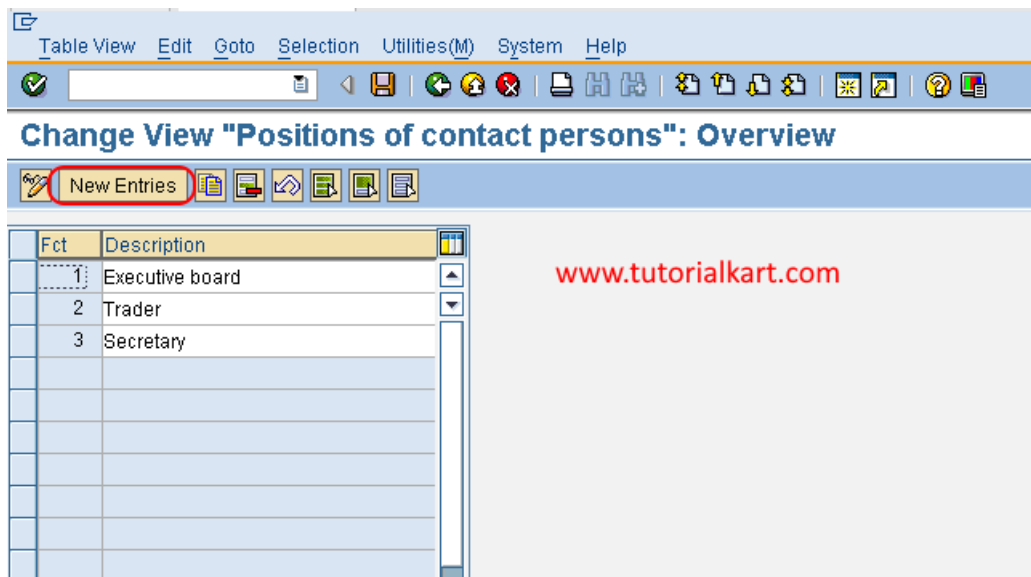 Table View Edit Goto Selection Utilities(M) System Help
Change View "Positions of contact persons": Overview
New Entries
Fct Description
1 Executive board
2 Trader
3 Secretary
www.tutorialkart.com